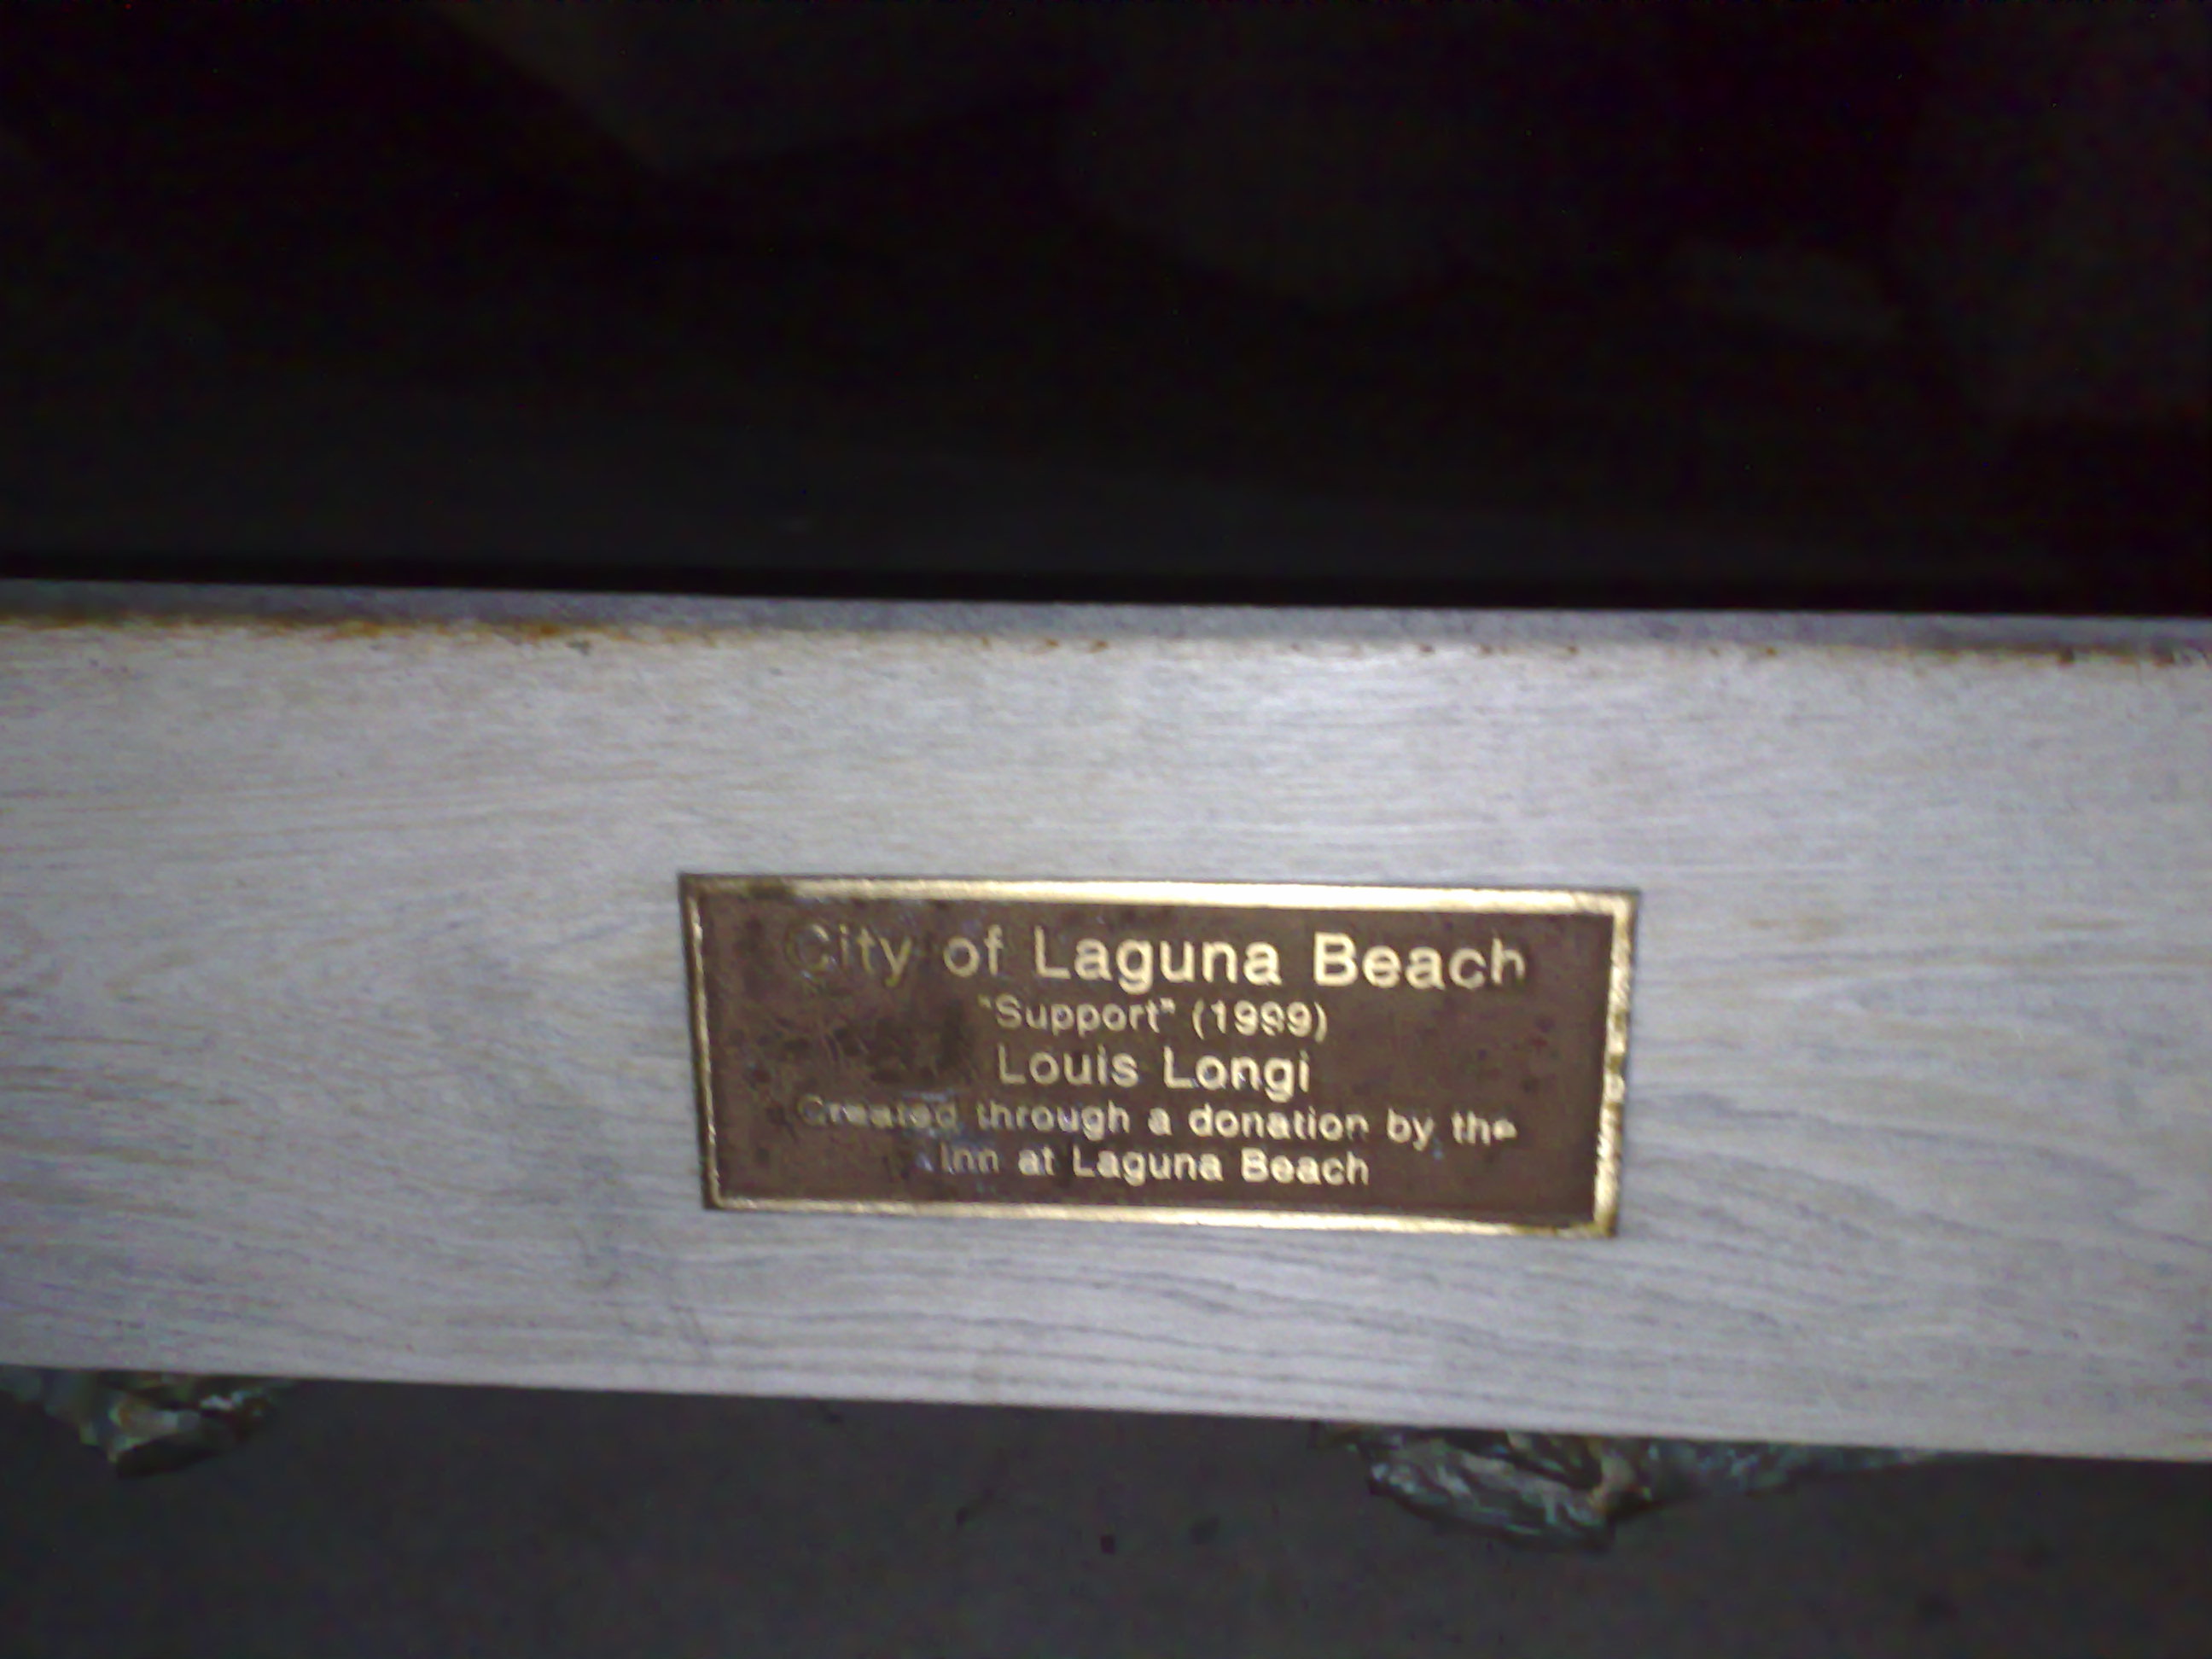 City of Laguna Beach
"Support" (1999)
Louis Longi
Created through a donation by the
Inn at Laguna Beach